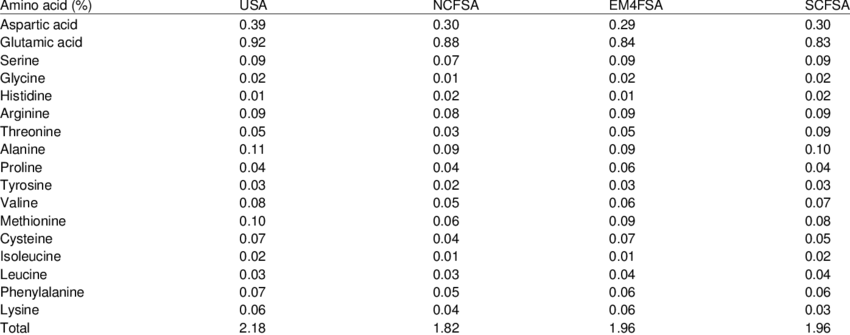 Amino acid (%) USA NCFSA EM4FSA SCFSA
Aspartic acid 0.39 0.30 0.29 0.30
Glutamic acid 0.92 0.88 0.84 0.83
Serine 0.09 0.07 0.09 0.09
Glycine 0.02 0.01 0.02 0.02
Histidine 0.01 0.02 0.01 0.02
Arginine 0.09 0.08 0.09 0.09
Threonine 0.05 0.03 0.05 0.09
Alanine 0.11 0.09 0.09 0.10
Proline 0.04 0.04 0.06 0.04
Tyrosine 0.03 0.02 0.03 0.03
Valine 0.08 0.05 0.06 0.07
Methionine 0.10 0.06 0.09 0.08
Cysteine 0.07 0.04 0.07 0.05
Isoleucine 0.02 0.01 0.01 0.02
Leucine 0.03 0.03 0.04 0.04
Phenylalanine 0.07 0.05 0.06 0.06
Lysine 0.06 0.04 0.06 0.03
Total 2.18 1.82 1.96 1.96